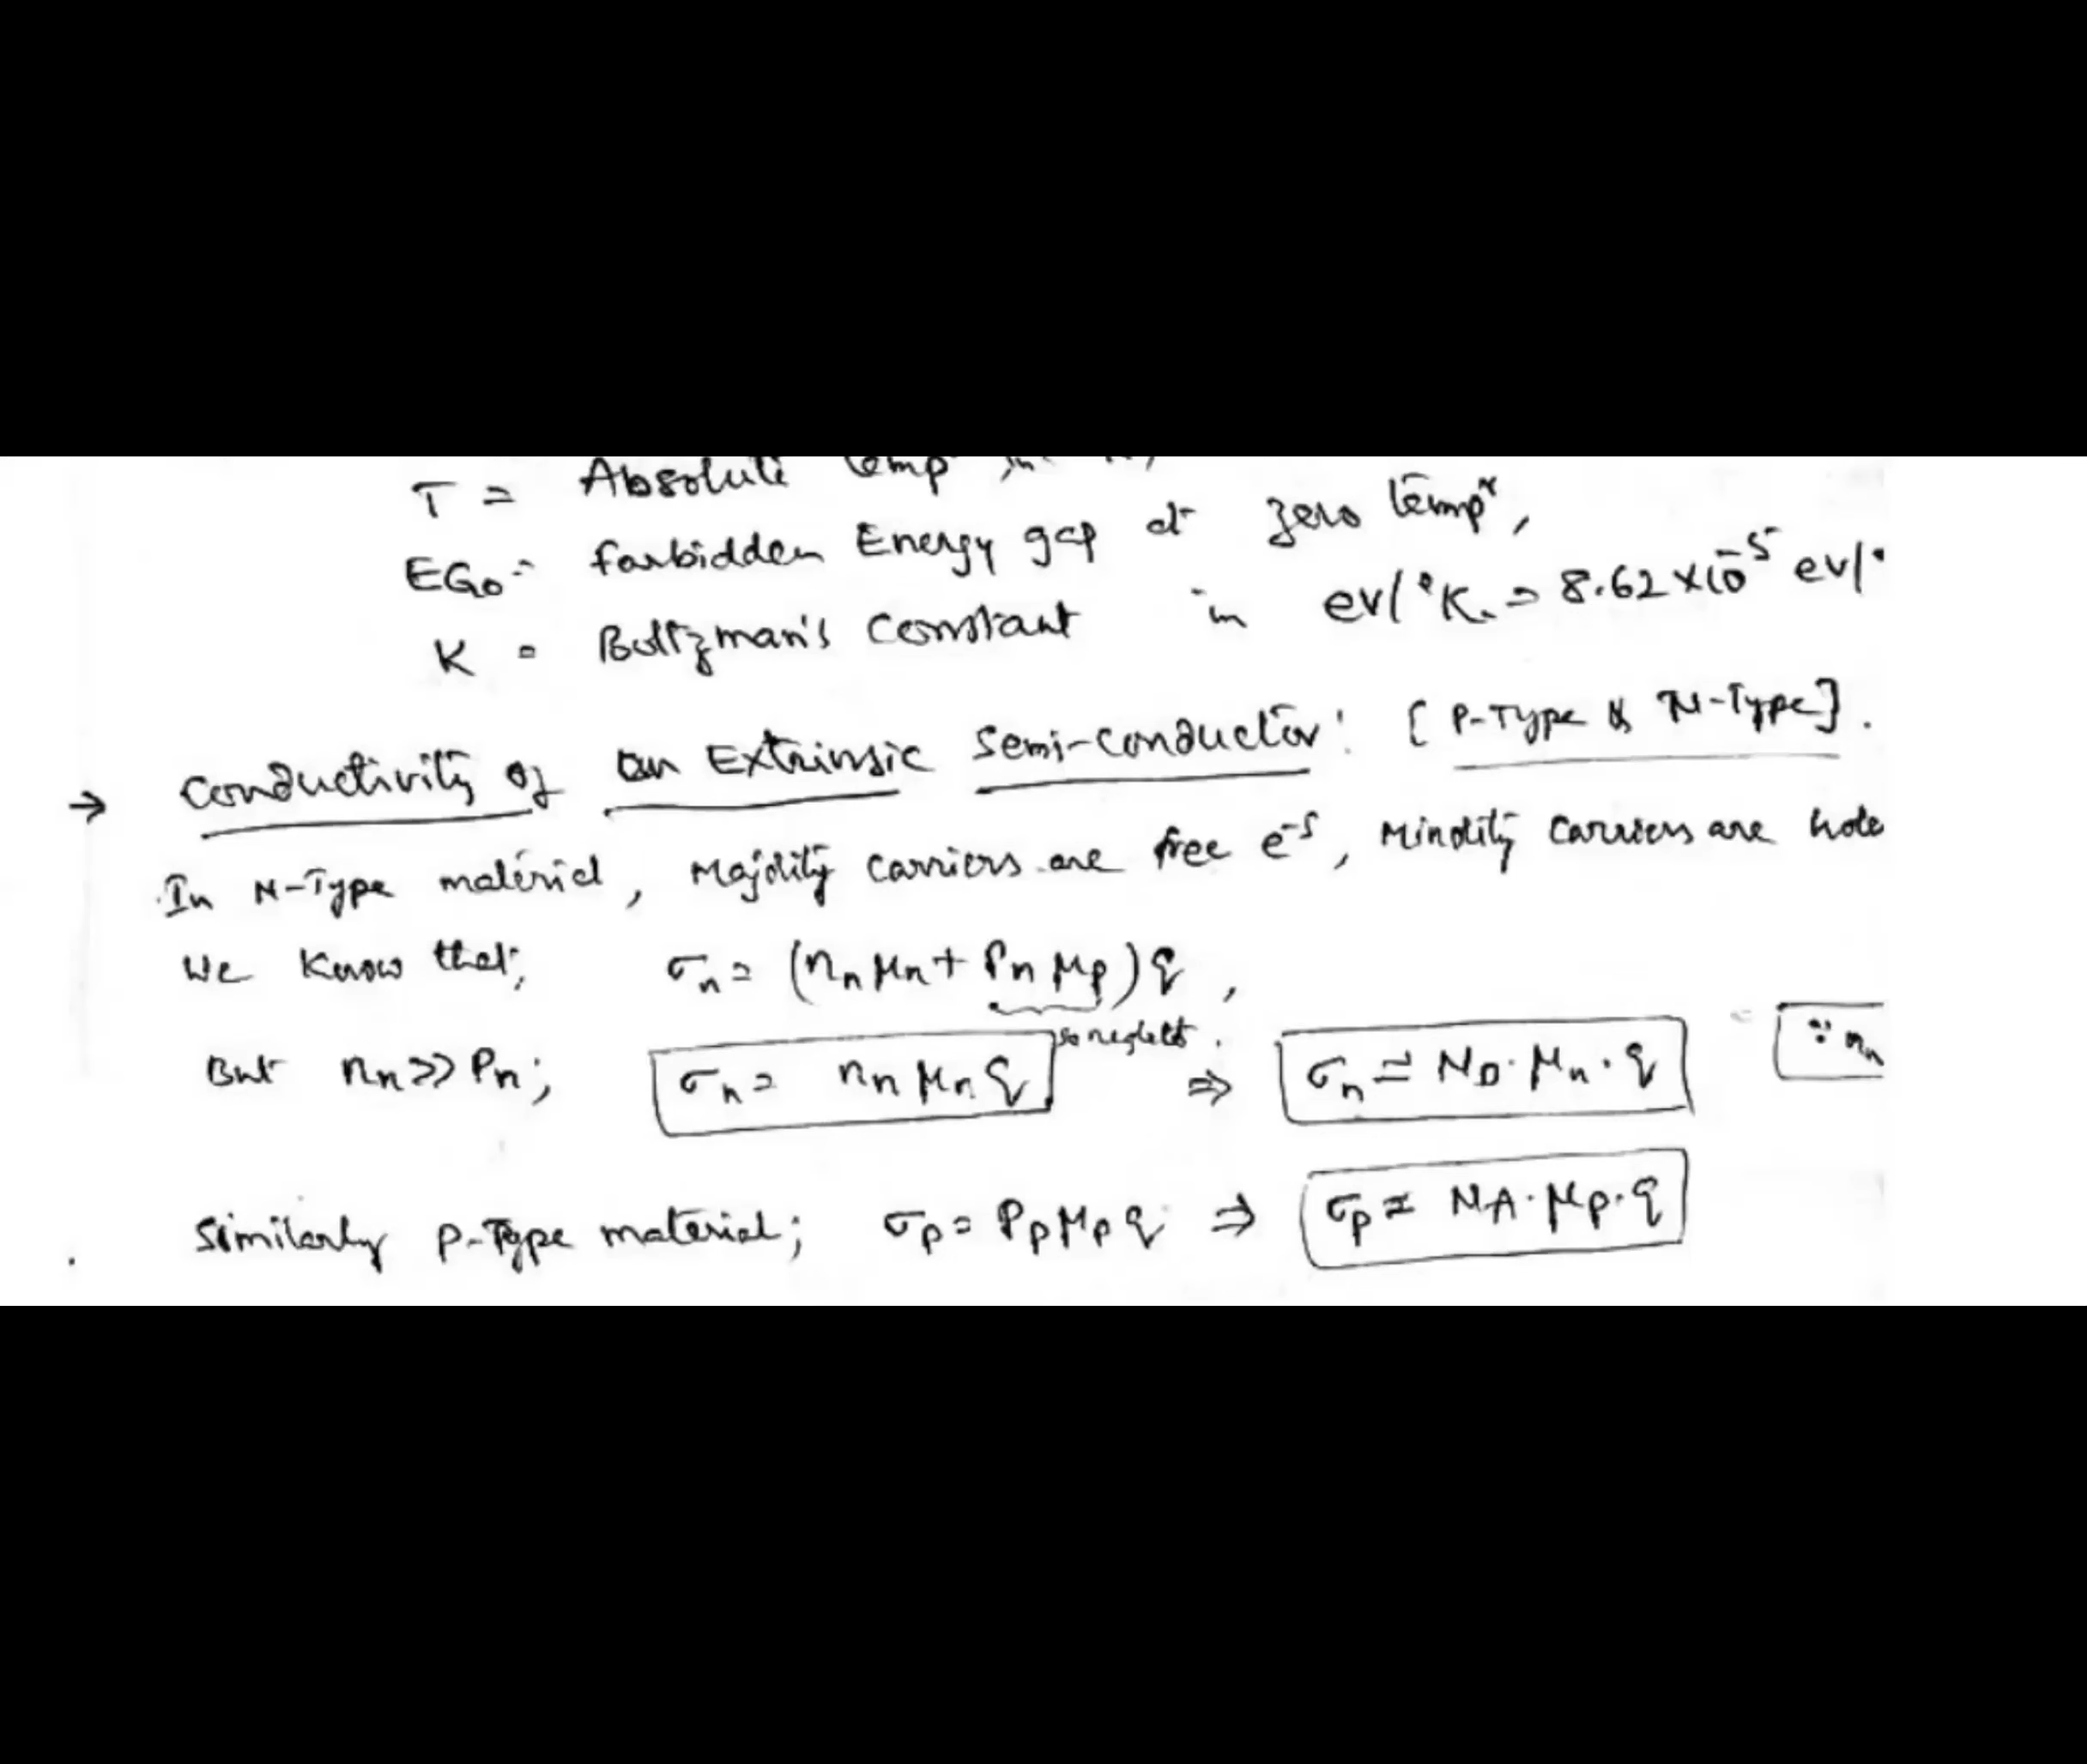 T = Absolute temp in
EG0 = forbidden Energy gap at zero tempr,
K = Boltzman's constant in ev/°K. = 8.62 × 10^-5 ev/°
→ Conductivity of an Extrinsic Semi-conductor: [P-Type & N-Type].
In N-Type material, Majority carriers are free e-s, Minority carriers are hole
We know that; σn = (nn μn + Pn μp) q,
so neglect.
But nn >> Pn; σn = nn μn q ⇒ σn ≅ ND · μn · q ∵ nn
Similarly P-Type material; σp = Pp μp q ⇒ σp ≅ NA · μp · q